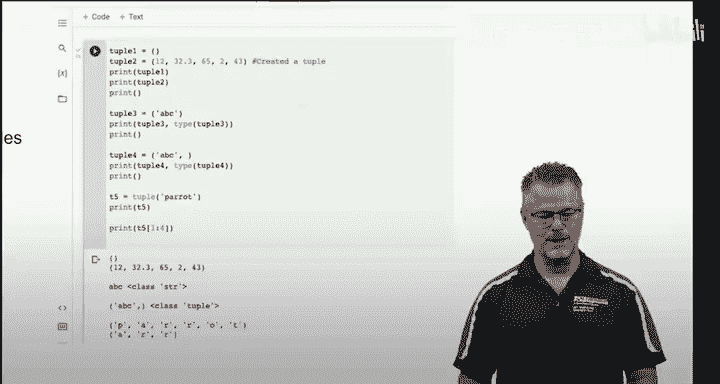 + Code + Text
tuple1 = ()
tuple2 = (12, 32.3, 65, 2, 43) #Created a tuple
print(tuple1)
print(tuple2)
print()
tuple3 = ('abc')
print(tuple3, type(tuple3))
print()
tuple4 = ('abc', )
print(tuple4, type(tuple4))
print()
t5 = tuple('parrot')
print(t5)
print(t5[1:4])
es
{x}
<>
()
(12, 32.3, 65, 2, 43)
abc <class 'str'>
('abc',) <class 'tuple'>
('p', 'a', 'r', 'r', 'o', 't')
('a', 'r', 'r')